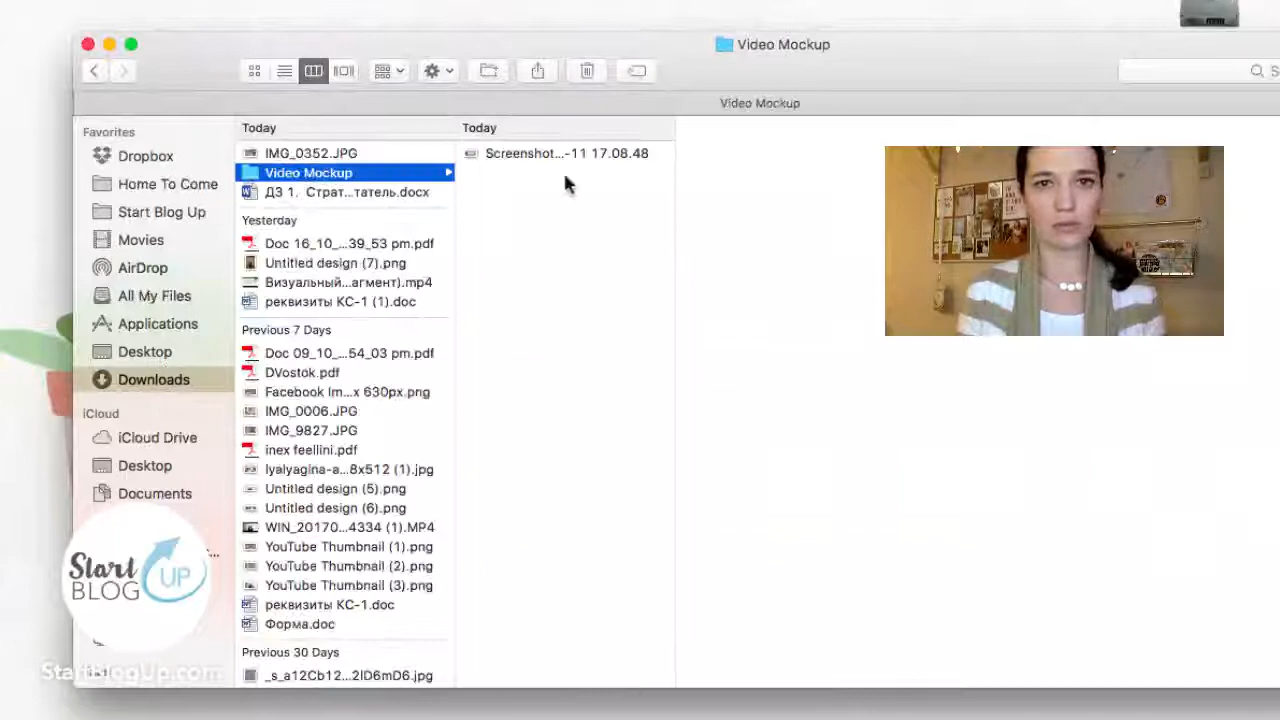 Video Mockup
Video Mockup
Favorites
Dropbox
Home To Come
Start Blog Up
Movies
AirDrop
All My Files
Applications
Desktop
Downloads
iCloud
iCloud Drive
Desktop
Documents
Today
IMG_0352.JPG
Video Mockup
ДЗ 1. Страт...татель.docx
Yesterday
Doc 16_10_...39_53 pm.pdf
Untitled design (7).png
Визуальный...агмент).mp4
реквизиты КС-1 (1).doc
Previous 7 Days
Doc 09_10_...54_03 pm.pdf
DVostok.pdf
Facebook Im...x 630px.png
IMG_0006.JPG
IMG_9827.JPG
inex feellini.pdf
lyalyagina-a...8x512 (1).jpg
Untitled design (5).png
Untitled design (6).png
WIN_20170...4334 (1).MP4
YouTube Thumbnail (1).png
YouTube Thumbnail (2).png
YouTube Thumbnail (3).png
реквизиты КС-1.doc
Форма.doc
Previous 30 Days
_s_a12Cb12...2ID6mD6.jpg
Today
Screenshot...-11 17.08.48
Start
BLOG UP
StartBlogUp.com